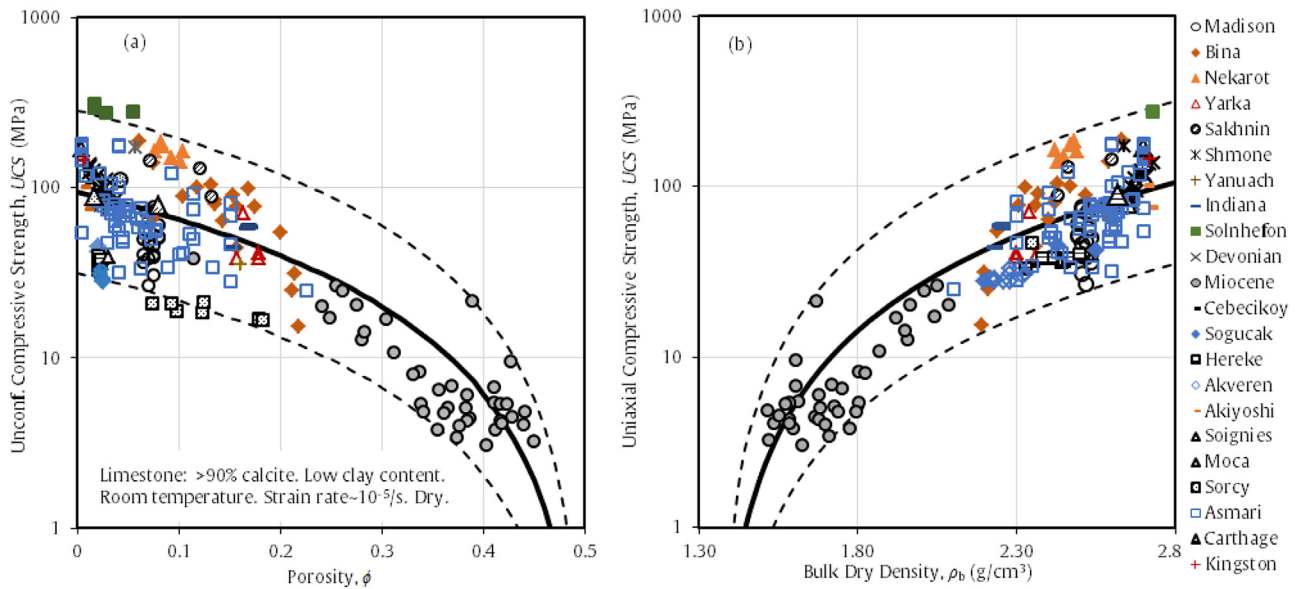 1000
100
10
1
Unconf. Compressive Strength, UCS (MPa)
(a)
Limestone: >90% calcite. Low clay content.
Room temperature. Strain rate~10⁻⁵/s. Dry.
0
0.1
0.2
0.3
0.4
0.5
Porosity, ϕ
1000
100
10
1
Uniaxial Compressive Strength, UCS (MPa)
(b)
1.30
1.80
2.30
2.8
Bulk Dry Density, ρb (g/cm³)
Madison
Bina
Nekarot
Yarka
Sakhnin
Shmone
Yanuach
Indiana
Solnhefon
Devonian
Miocene
Cebecikoy
Sogucak
Hereke
Akveren
Akiyoshi
Soignies
Moca
Sorcy
Asmari
Carthage
Kingston